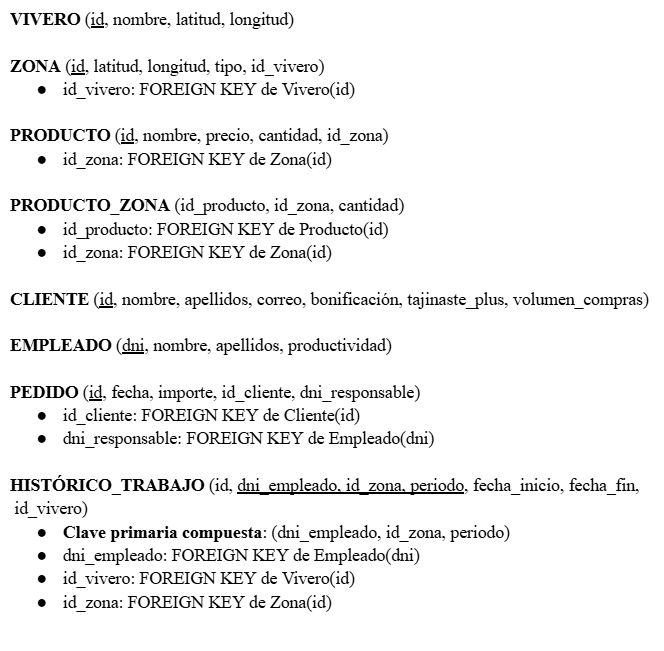 VIVERO (id, nombre, latitud, longitud)
ZONA (id, latitud, longitud, tipo, id_vivero)
● id_vivero: FOREIGN KEY de Vivero(id)
PRODUCTO (id, nombre, precio, cantidad, id_zona)
● id_zona: FOREIGN KEY de Zona(id)
PRODUCTO_ZONA (id_producto, id_zona, cantidad)
● id_producto: FOREIGN KEY de Producto(id)
● id_zona: FOREIGN KEY de Zona(id)
CLIENTE (id, nombre, apellidos, correo, bonificación, tajinaste_plus, volumen_compras)
EMPLEADO (dni, nombre, apellidos, productividad)
PEDIDO (id, fecha, importe, id_cliente, dni_responsable)
● id_cliente: FOREIGN KEY de Cliente(id)
● dni_responsable: FOREIGN KEY de Empleado(dni)
HISTÓRICO_TRABAJO (id, dni_empleado, id_zona, periodo, fecha_inicio, fecha_fin,
id_vivero)
● Clave primaria compuesta: (dni_empleado, id_zona, periodo)
● dni_empleado: FOREIGN KEY de Empleado(dni)
● id_vivero: FOREIGN KEY de Vivero(id)
● id_zona: FOREIGN KEY de Zona(id)